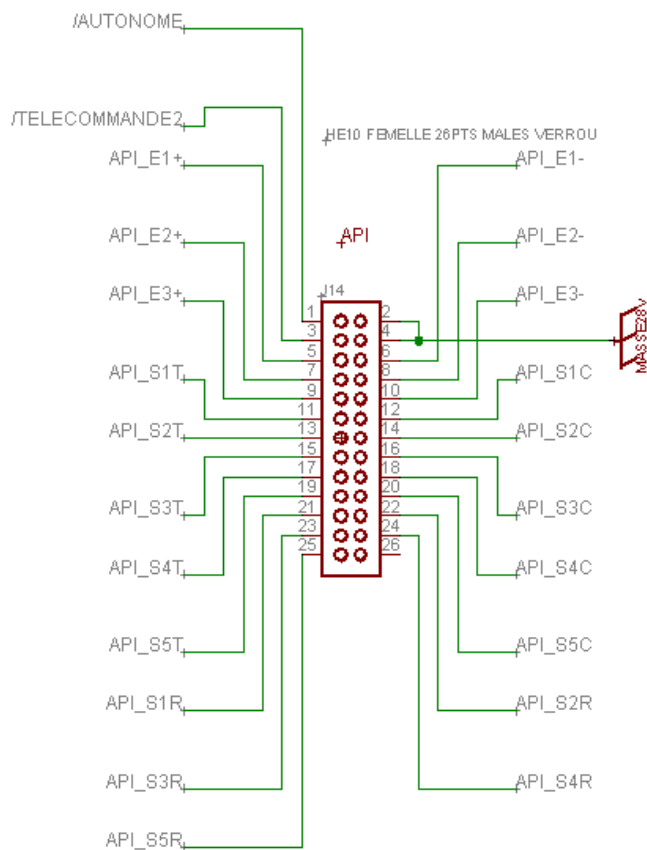 /AUTONOME
/TELECOMMANDE2
HE10 FEMELLE 26PTS MALES VERROU
API_E1+
API_E1-
API_E2+
API
API_E2-
API_E3+
J14
API_E3-
MASSE28V
1 2
3 4
5 6
7 8
API_S1T
API_S1C
9 10
11 12
API_S2T
13 14
API_S2C
15 16
17 18
19 20
API_S3T
API_S3C
21 22
23 24
25 26
API_S4T
API_S4C
API_S5T
API_S5C
API_S1R
API_S2R
API_S3R
API_S4R
API_S5R